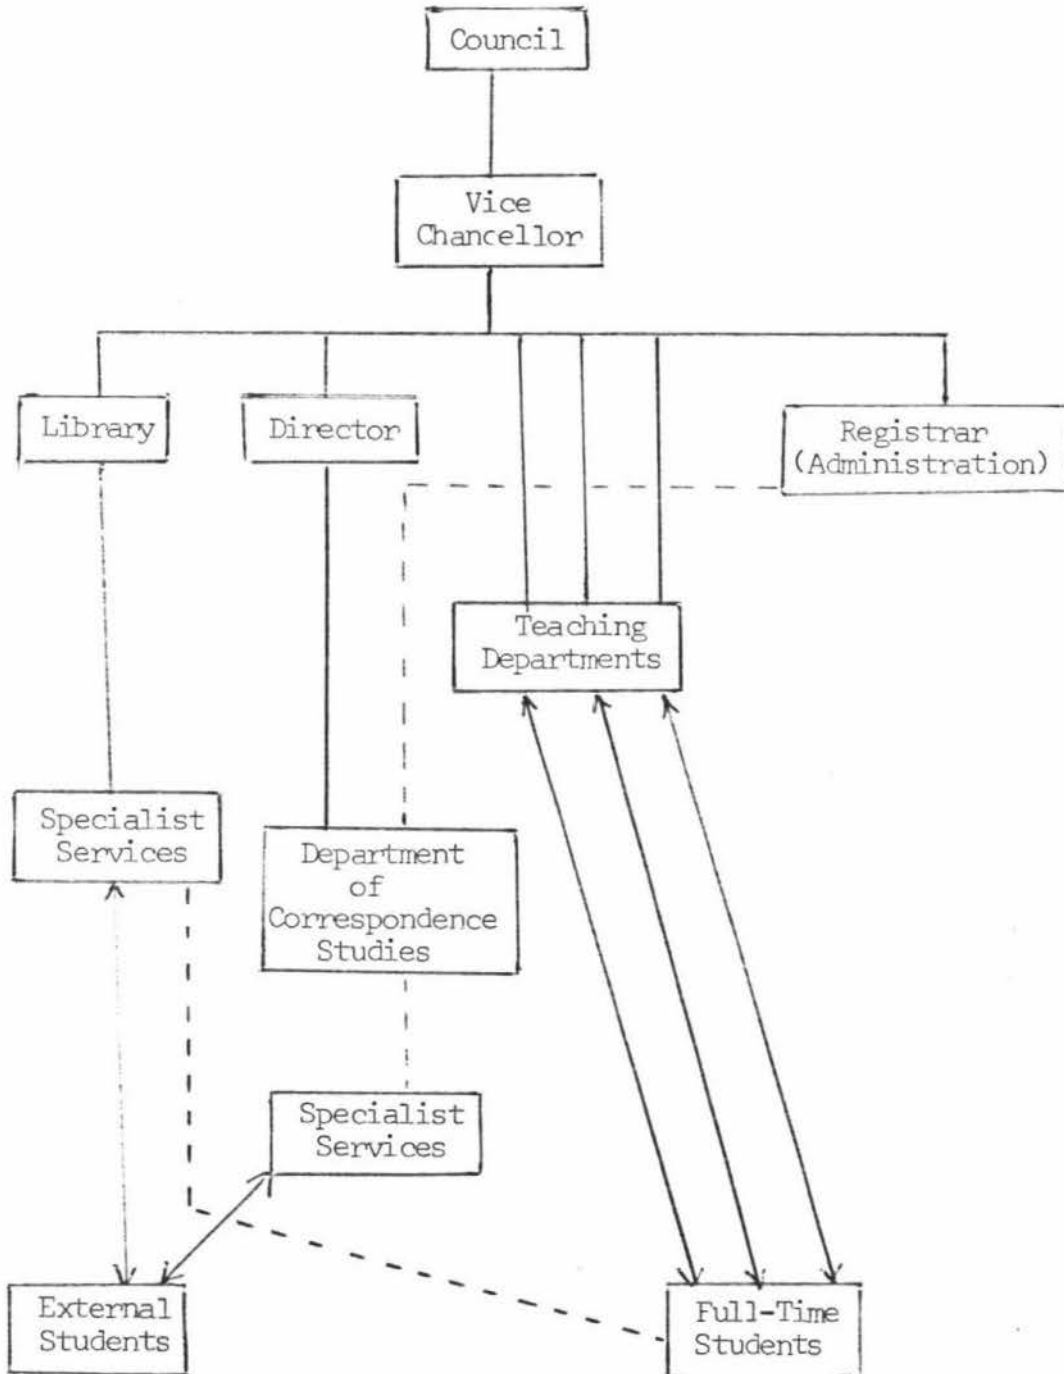 Council
Vice
Chancellor
Library
Director
Registrar
(Administration)
Teaching
Departments
Specialist
Services
Department
of
Correspondence
Studies
Specialist
Services
External
Students
Full-Time
Students